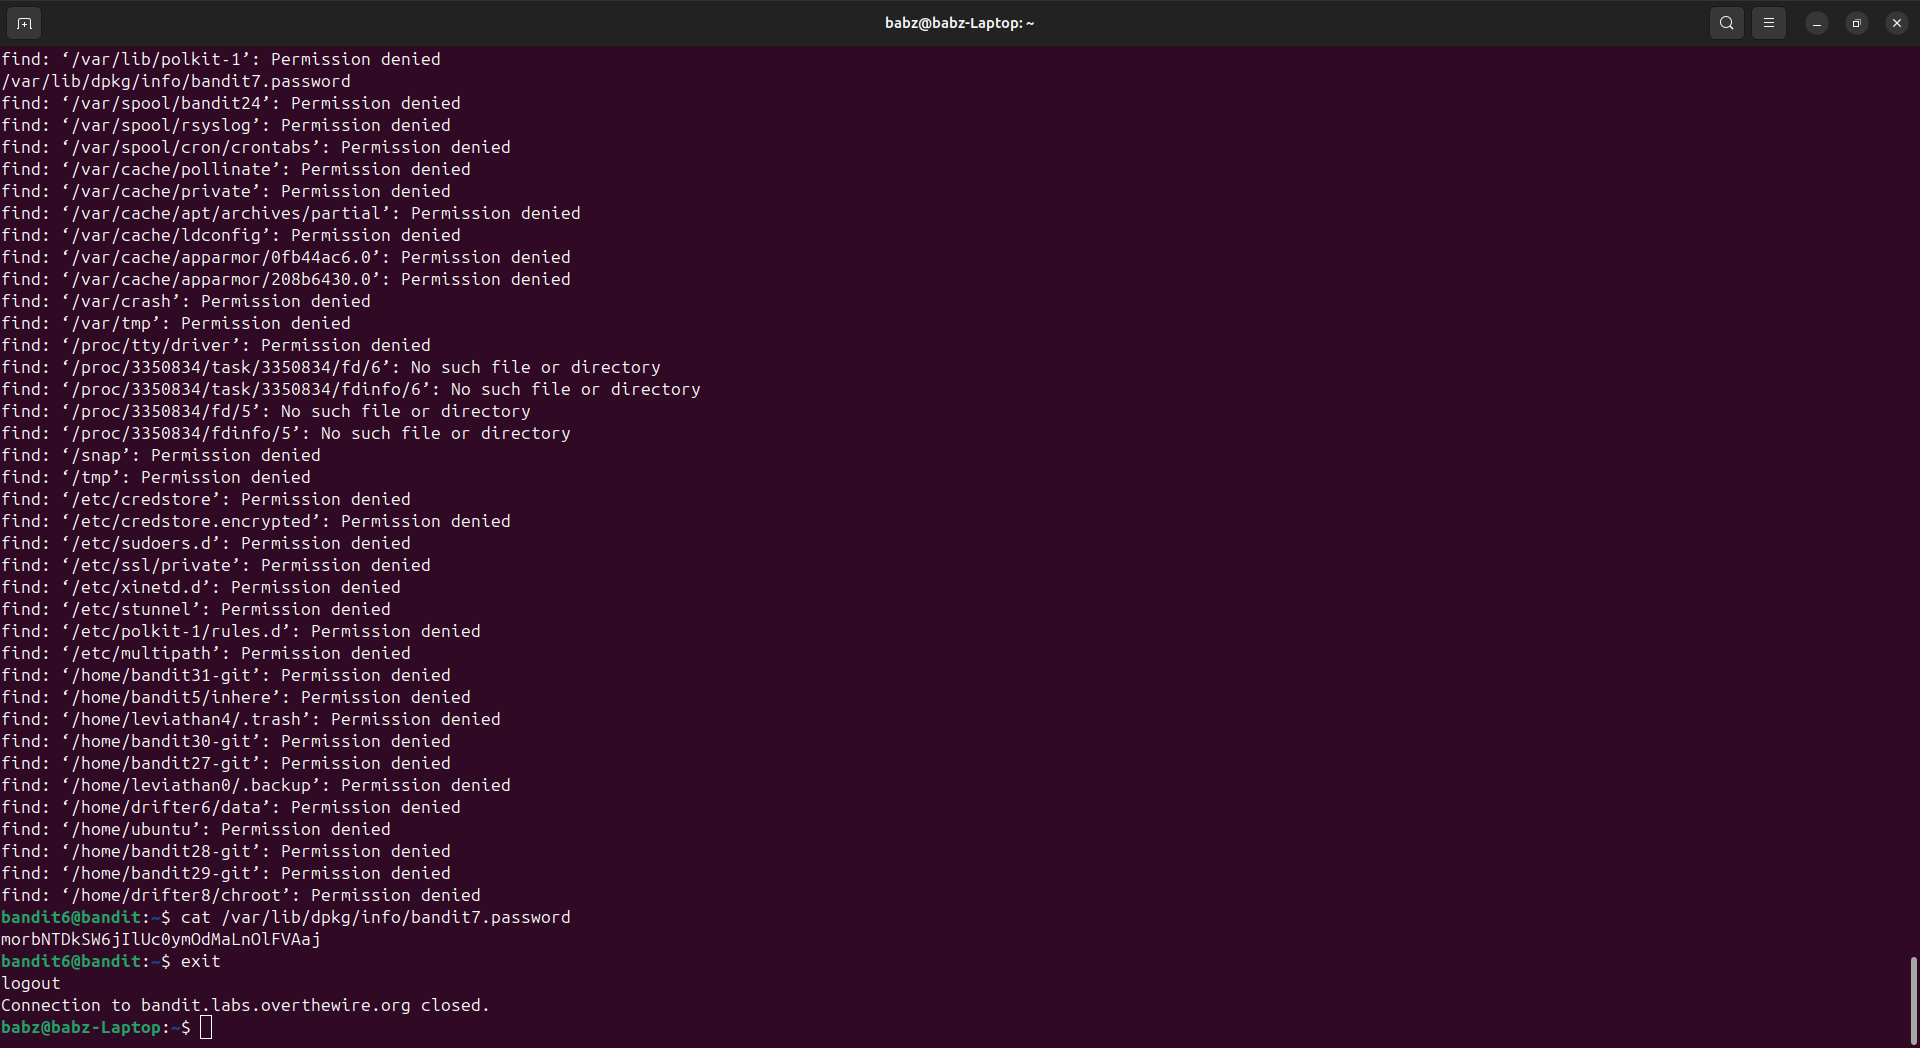 babz@babz-Laptop: ~
find: ‘/var/lib/polkit-1’: Permission denied
/var/lib/dpkg/info/bandit7.password
find: ‘/var/spool/bandit24’: Permission denied
find: ‘/var/spool/rsyslog’: Permission denied
find: ‘/var/spool/cron/crontabs’: Permission denied
find: ‘/var/cache/pollinate’: Permission denied
find: ‘/var/cache/private’: Permission denied
find: ‘/var/cache/apt/archives/partial’: Permission denied
find: ‘/var/cache/ldconfig’: Permission denied
find: ‘/var/cache/apparmor/0fb44ac6.0’: Permission denied
find: ‘/var/cache/apparmor/208b6430.0’: Permission denied
find: ‘/var/crash’: Permission denied
find: ‘/var/tmp’: Permission denied
find: ‘/proc/tty/driver’: Permission denied
find: ‘/proc/3350834/task/3350834/fd/6’: No such file or directory
find: ‘/proc/3350834/task/3350834/fdinfo/6’: No such file or directory
find: ‘/proc/3350834/fd/5’: No such file or directory
find: ‘/proc/3350834/fdinfo/5’: No such file or directory
find: ‘/snap’: Permission denied
find: ‘/tmp’: Permission denied
find: ‘/etc/credstore’: Permission denied
find: ‘/etc/credstore.encrypted’: Permission denied
find: ‘/etc/sudoers.d’: Permission denied
find: ‘/etc/ssl/private’: Permission denied
find: ‘/etc/xinetd.d’: Permission denied
find: ‘/etc/stunnel’: Permission denied
find: ‘/etc/polkit-1/rules.d’: Permission denied
find: ‘/etc/multipath’: Permission denied
find: ‘/home/bandit31-git’: Permission denied
find: ‘/home/bandit5/inhere’: Permission denied
find: ‘/home/leviathan4/.trash’: Permission denied
find: ‘/home/bandit30-git’: Permission denied
find: ‘/home/bandit27-git’: Permission denied
find: ‘/home/leviathan0/.backup’: Permission denied
find: ‘/home/drifter6/data’: Permission denied
find: ‘/home/ubuntu’: Permission denied
find: ‘/home/bandit28-git’: Permission denied
find: ‘/home/bandit29-git’: Permission denied
find: ‘/home/drifter8/chroot’: Permission denied
bandit6@bandit:~$ cat /var/lib/dpkg/info/bandit7.password
morbNTDkSW6jIlUc0ymOdMaLnOlFVAaj
bandit6@bandit:~$ exit
logout
Connection to bandit.labs.overthewire.org closed.
babz@babz-Laptop:~$